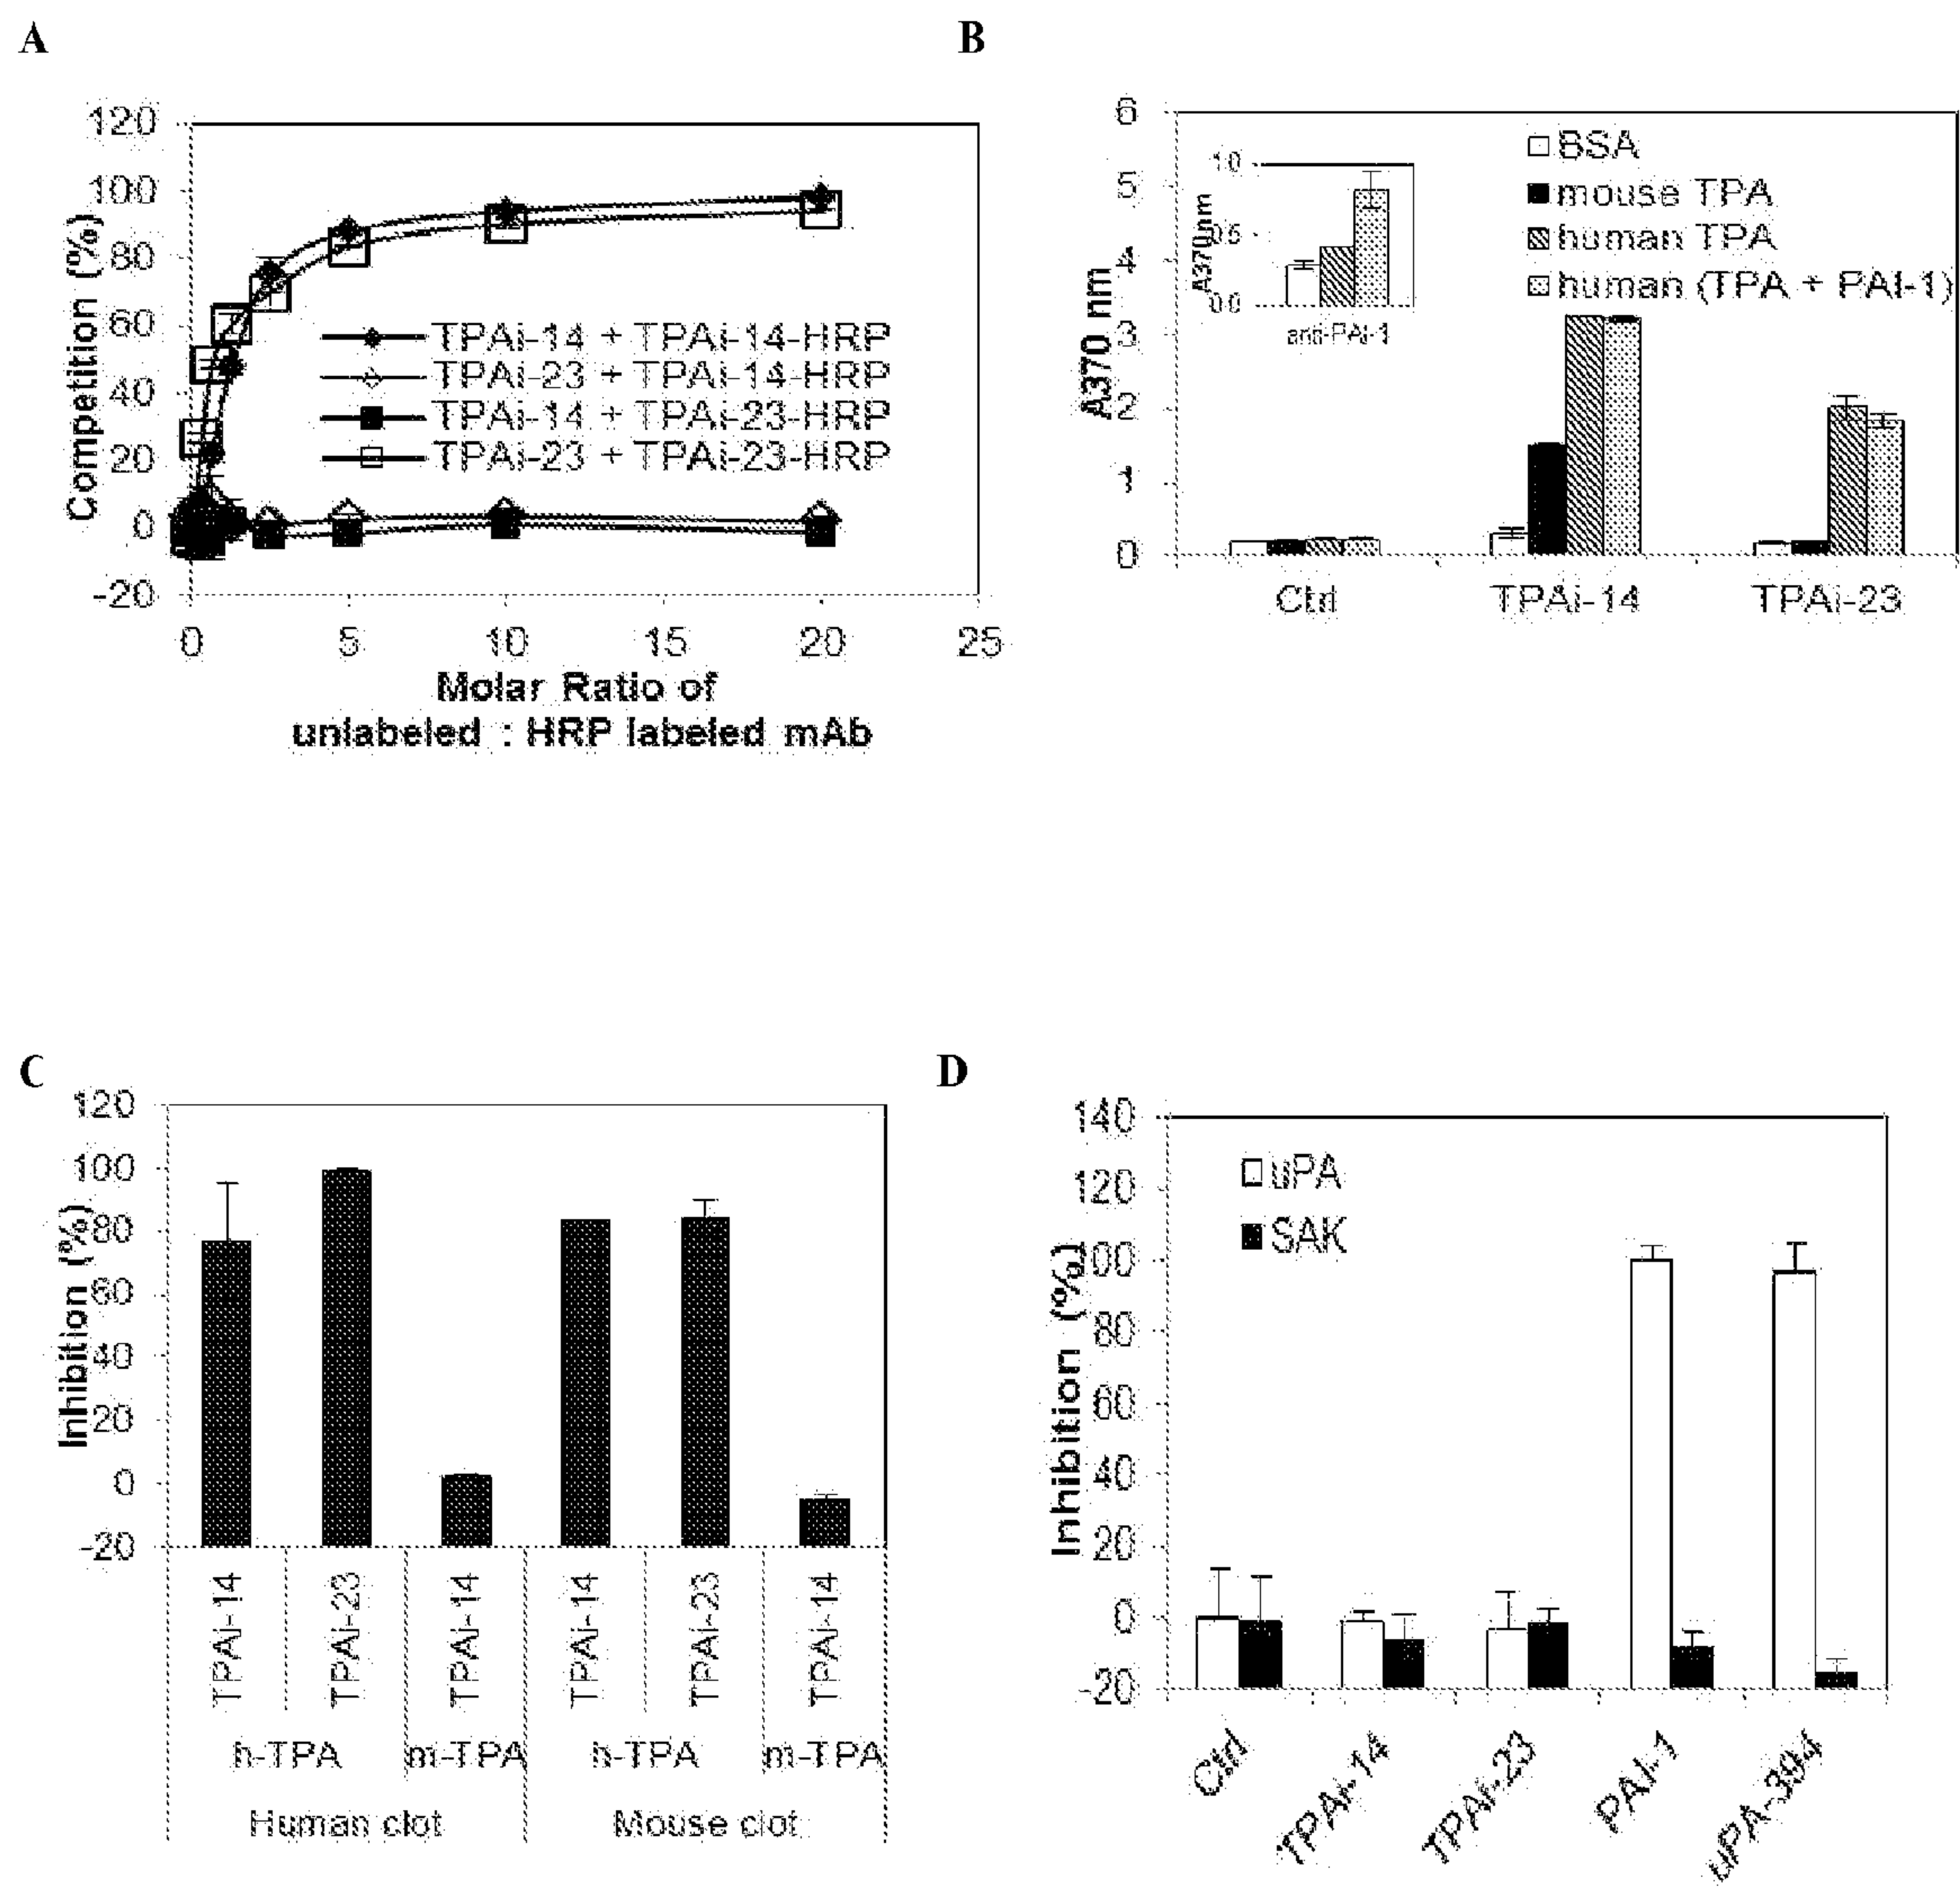 A
120
100
80
60
40
20
0
-20
Competition (%)
TPAi-14 + TPAi-14-HRP
TPAi-23 + TPAi-14-HRP
TPAi-14 + TPAi-23-HRP
TPAi-23 + TPAi-23-HRP
0 5 10 15 20 25
Molar Ratio of
unlabeled : HRP labeled mAb
B
6
5
4
3
2
1
0
A370 nm
1.0
0.5
0.0
A370nm
anti-PAI-1
BSA
mouse TPA
human TPA
human (TPA + PAI-1)
Ctrl TPAi-14 TPAi-23
C
120
100
80
60
40
20
0
-20
Inhibition (%)
TPAi-14 TPAi-23 TPAi-14 TPAi-14 TPAi-23 TPAi-14
h-TPA m-TPA h-TPA m-TPA
Human clot Mouse clot
D
140
120
100
80
60
40
20
0
-20
Inhibition (%)
uPA
SAK
Ctrl TPAi-14 TPAi-23 PAI-1 uPA-394